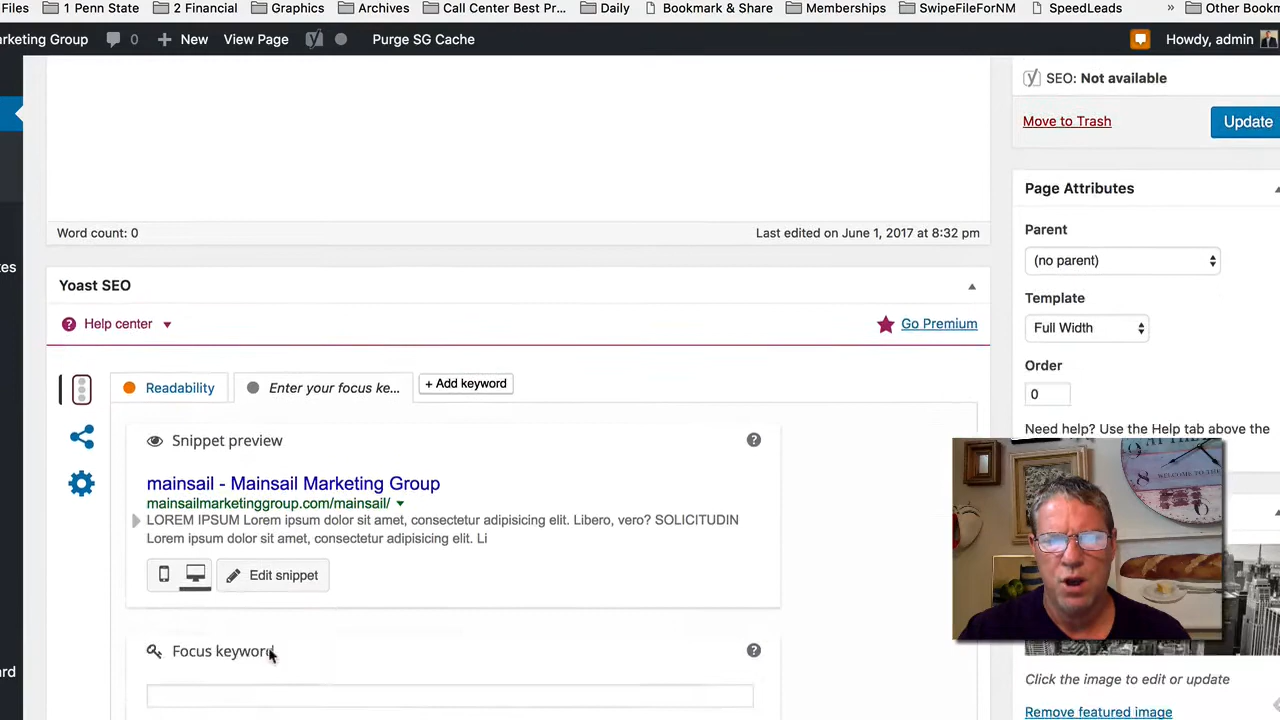 Files 1 Penn State 2 Financial Graphics Archives Call Center Best Pr... Daily Bookmark & Share Memberships SwipeFileForNM SpeedLeads » Other Bookm
arketing Group 0 + New View Page Purge SG Cache Howdy, admin
SEO: Not available
Move to Trash Update
Page Attributes
Parent
(no parent)
Template
Full Width
Order
0
Need help? Use the Help tab above the
Word count: 0 Last edited on June 1, 2017 at 8:32 pm
tes
Yoast SEO
Help center Go Premium
Readability Enter your focus ke... + Add keyword
Snippet preview
mainsail - Mainsail Marketing Group
mainsailmarketinggroup.com/mainsail/
LOREM IPSUM Lorem ipsum dolor sit amet, consectetur adipisicing elit. Libero, vero? SOLICITUDIN
Lorem ipsum dolor sit amet, consectetur adipisicing elit. Li
Edit snippet
Focus keyword
ard
Click the image to edit or update
Remove featured image